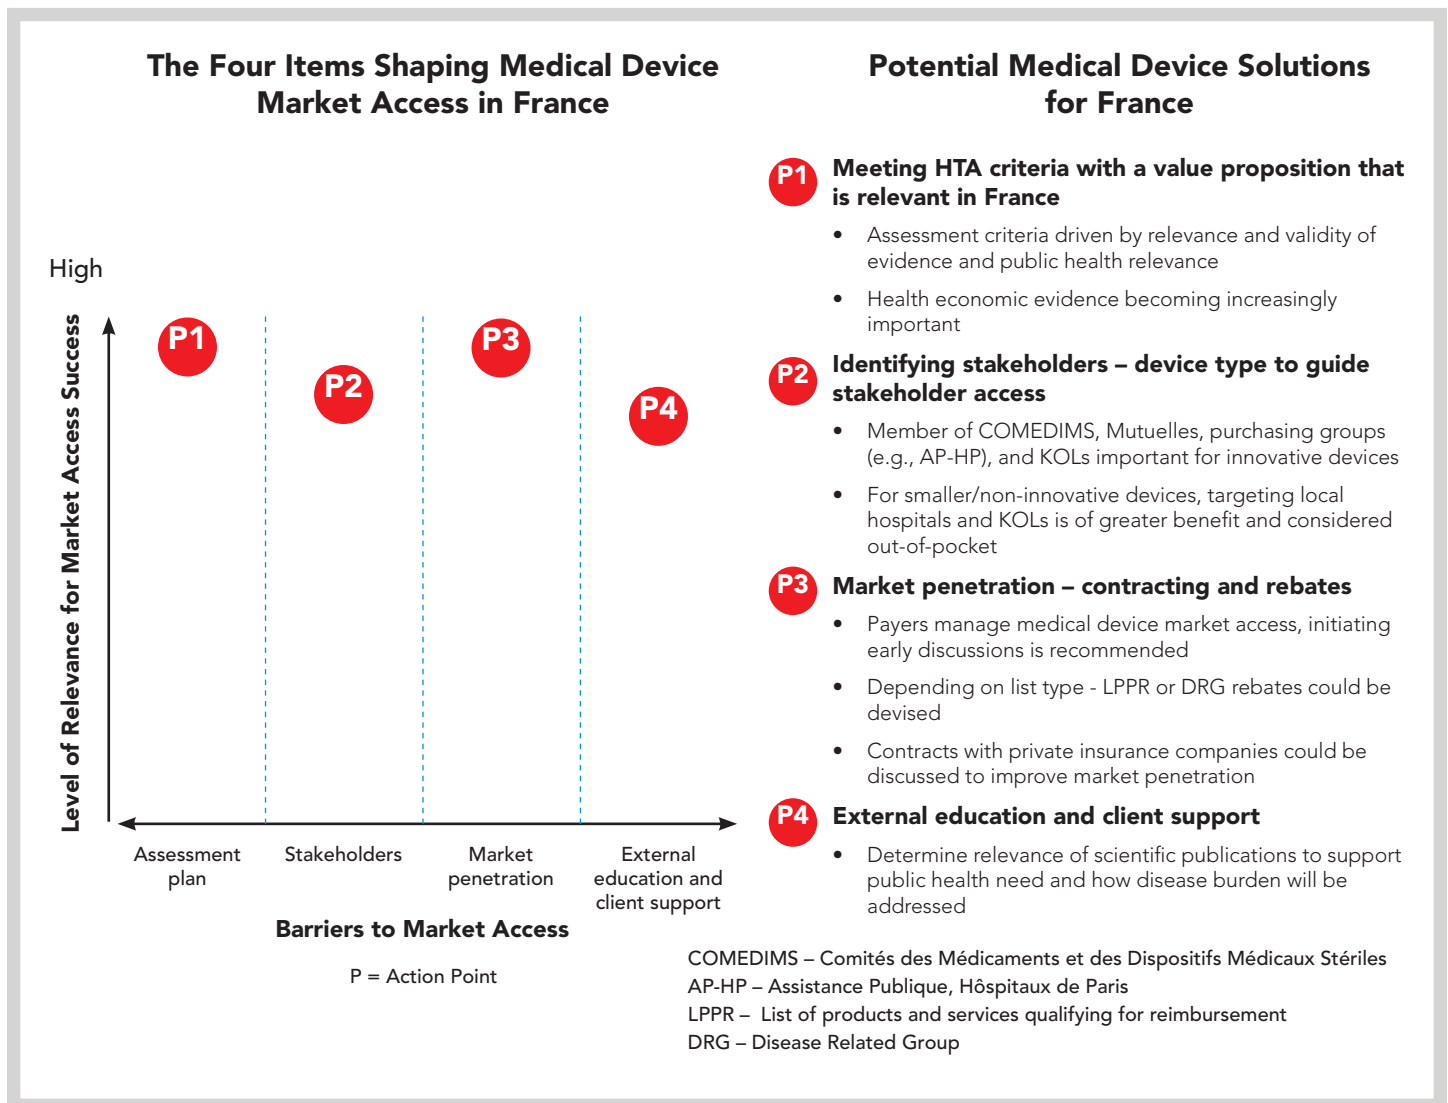 The Four Items Shaping Medical Device
Market Access in France
High
Level of Relevance for Market Access Success
P1
P2
P3
P4
Assessment
plan
Stakeholders
Market
penetration
External
education and
client support
Barriers to Market Access
P = Action Point
Potential Medical Device Solutions
for France
P1
Meeting HTA criteria with a value proposition that
is relevant in France
• Assessment criteria driven by relevance and validity of
evidence and public health relevance
• Health economic evidence becoming increasingly
important
P2
Identifying stakeholders – device type to guide
stakeholder access
• Member of COMEDIMS, Mutuelles, purchasing groups
(e.g., AP-HP), and KOLs important for innovative devices
• For smaller/non-innovative devices, targeting local
hospitals and KOLs is of greater benefit and considered
out-of-pocket
P3
Market penetration – contracting and rebates
• Payers manage medical device market access, initiating
early discussions is recommended
• Depending on list type - LPPR or DRG rebates could be
devised
• Contracts with private insurance companies could be
discussed to improve market penetration
P4
External education and client support
• Determine relevance of scientific publications to support
public health need and how disease burden will be
addressed
COMEDIMS – Comités des Médicaments et des Dispositifs Médicaux Stériles
AP-HP – Assistance Publique, Hôspitaux de Paris
LPPR – List of products and services qualifying for reimbursement
DRG – Disease Related Group